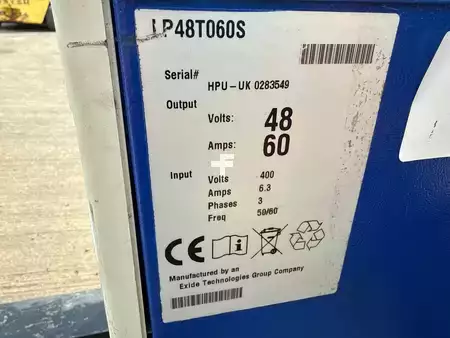 LP48T060S
Serial# HPU-UK 0283549
Output
Volts: 48
Amps: 60
Input Volts 400
Amps 6.3
Phases 3
Freq 50/60
CE
Manufactured by an
Exide Technologies Group Company